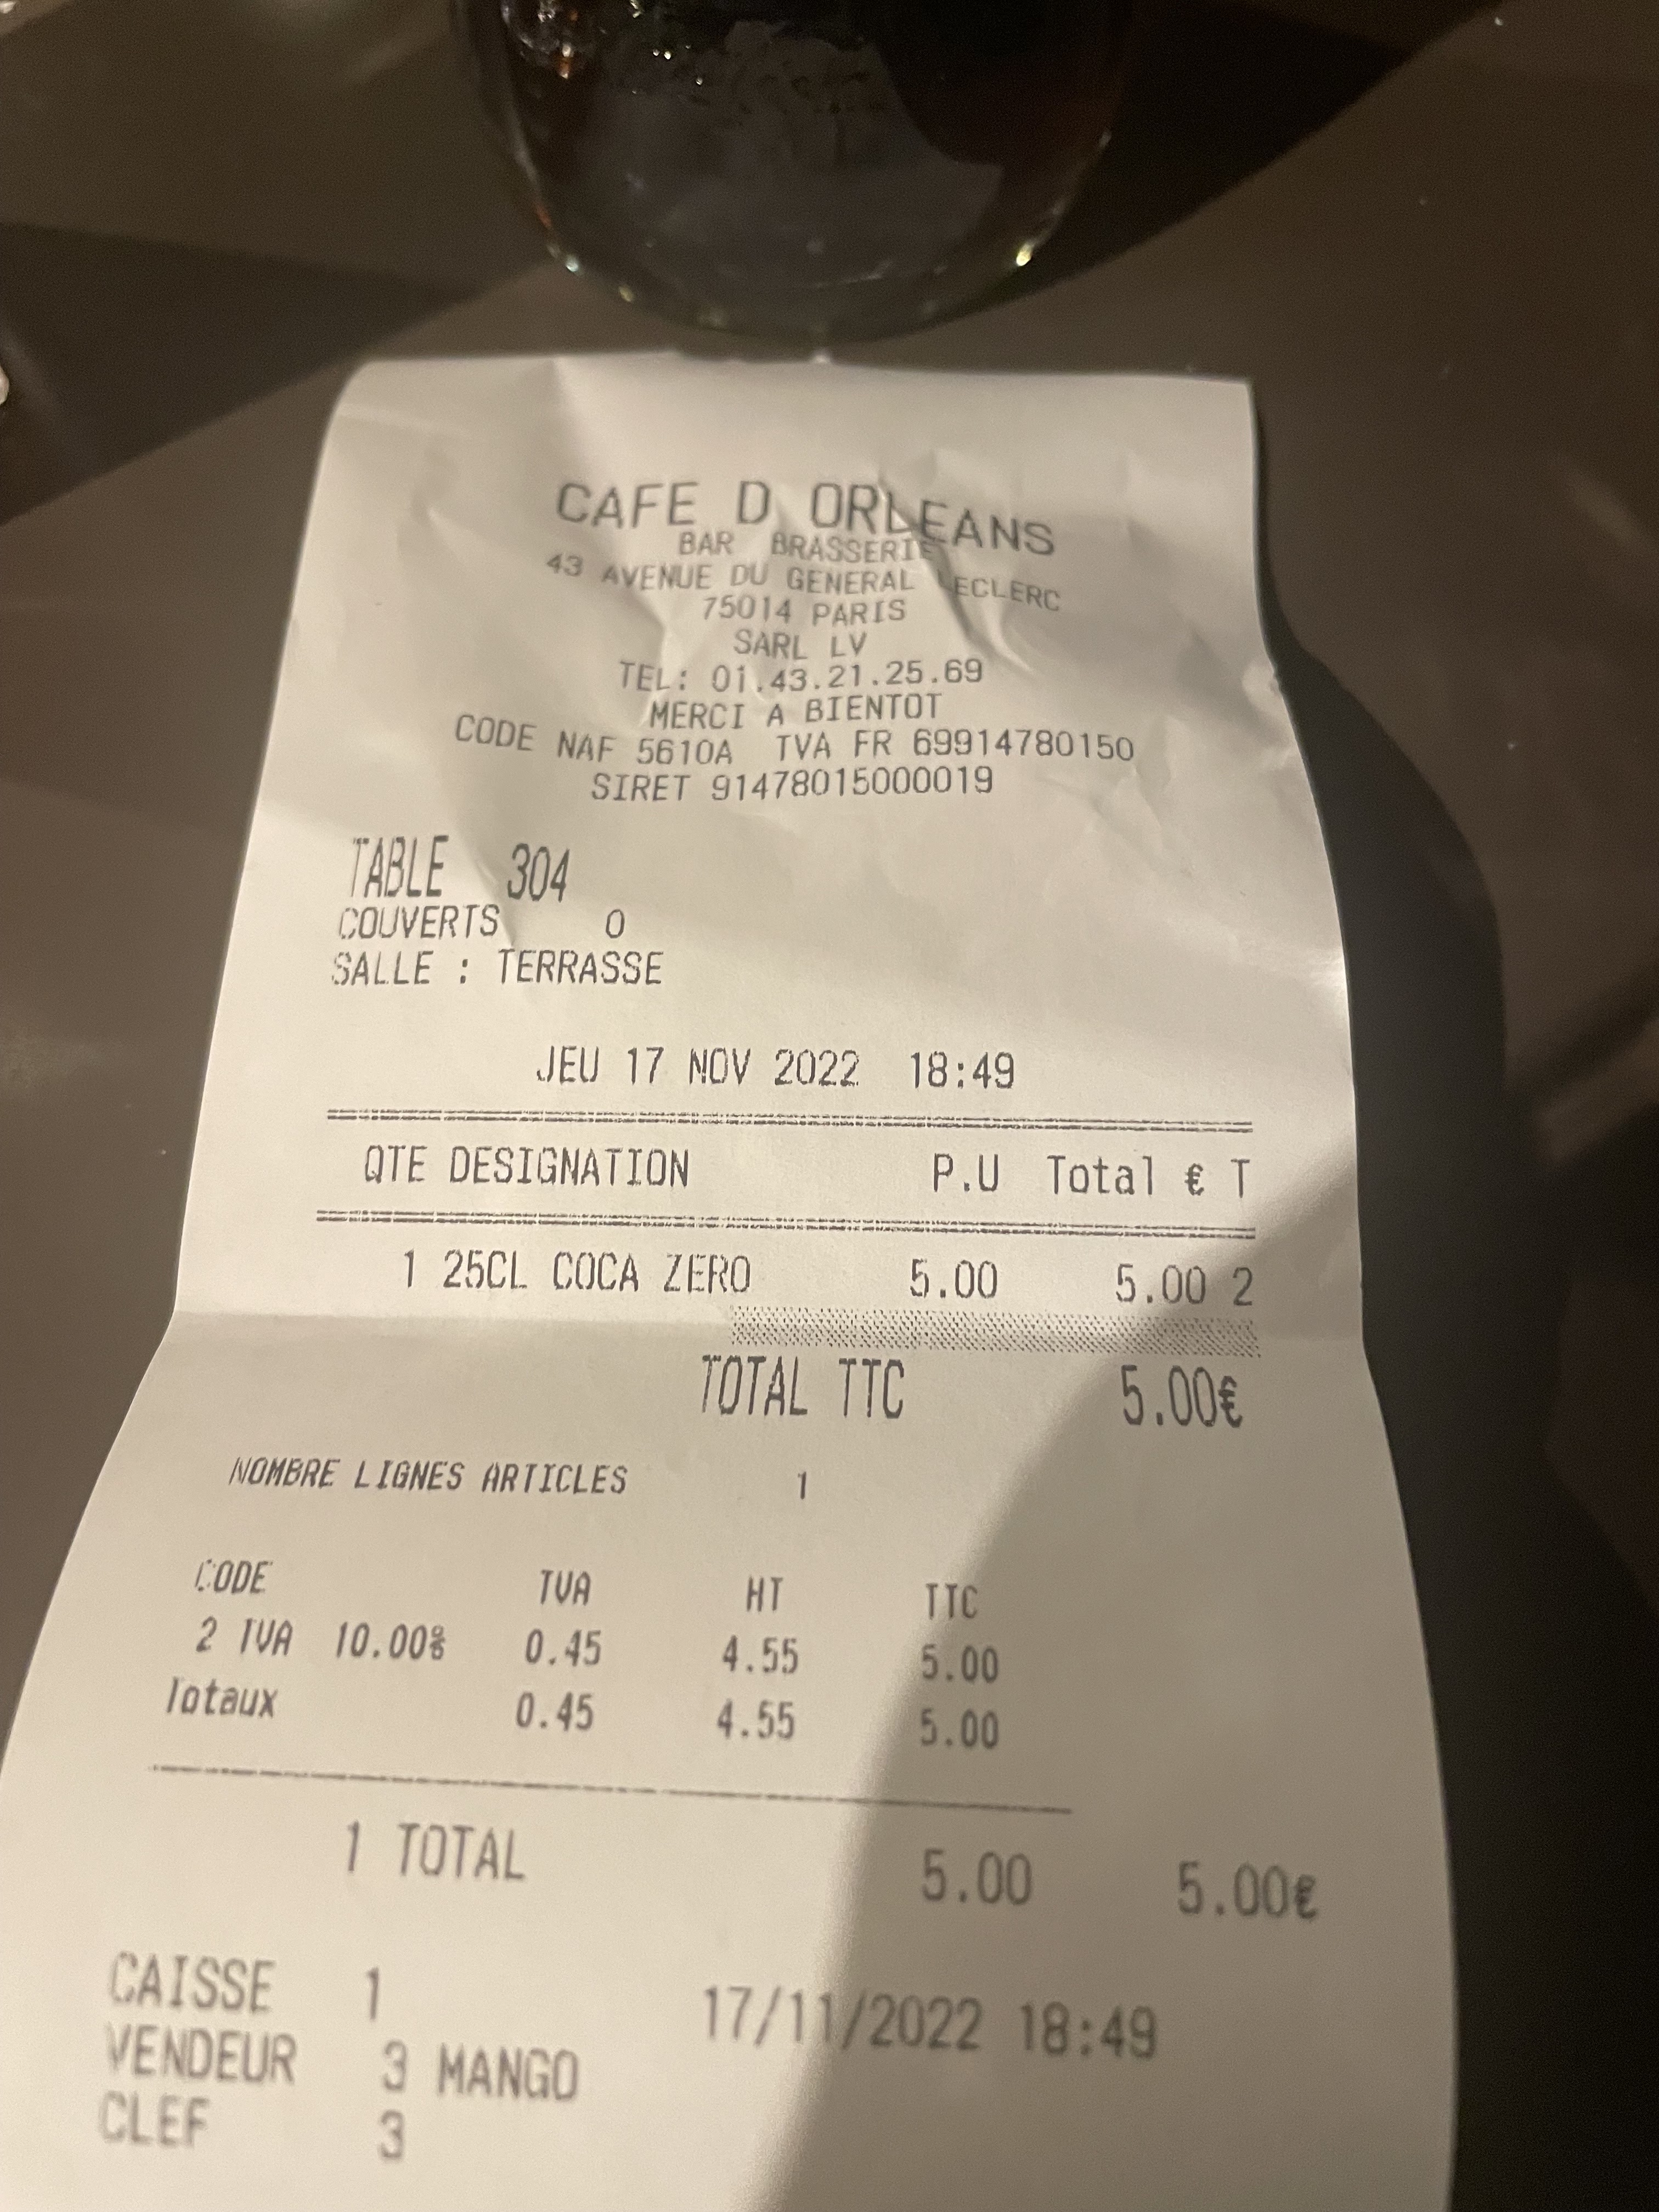 CAFE D ORLEANS
BAR BRASSERIE
43 AVENUE DU GENERAL LECLERC
75014 PARIS
SARL LV
TEL: 01.43.21.25.69
MERCI A BIENTOT
CODE NAF 5610A TVA FR 69914780150
SIRET 91478015000019
TABLE 304
COUVERTS 0
SALLE : TERRASSE
JEU 17 NOV 2022 18:49
QTE DESIGNATION P.U Total € T
1 25CL COCA ZERO 5.00 5.00 2
TOTAL TTC 5.00€
NOMBRE LIGNES ARTICLES 1
CODE TVA HT TTC
2 TVA 10.00% 0.45 4.55 5.00
Totaux 0.45 4.55 5.00
1 TOTAL 5.00 5.00€
CAISSE 1 17/11/2022 18:49
VENDEUR 3 MANGO
CLEF 3